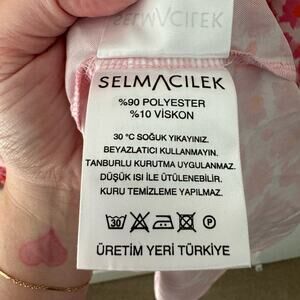 SELMACILEK
SELMACILEK
%90 POLYESTER
%10 VİSKON
30 °C SOĞUK YIKAYINIZ.
BEYAZLATICI KULLANMAYIN.
TANBURLU KURUTMA UYGULANMAZ.
DÜŞÜK ISI İLE ÜTÜLENEBİLİR.
KURU TEMİZLEME YAPILMAZ.
30 P
ÜRETİM YERİ TÜRKİYE